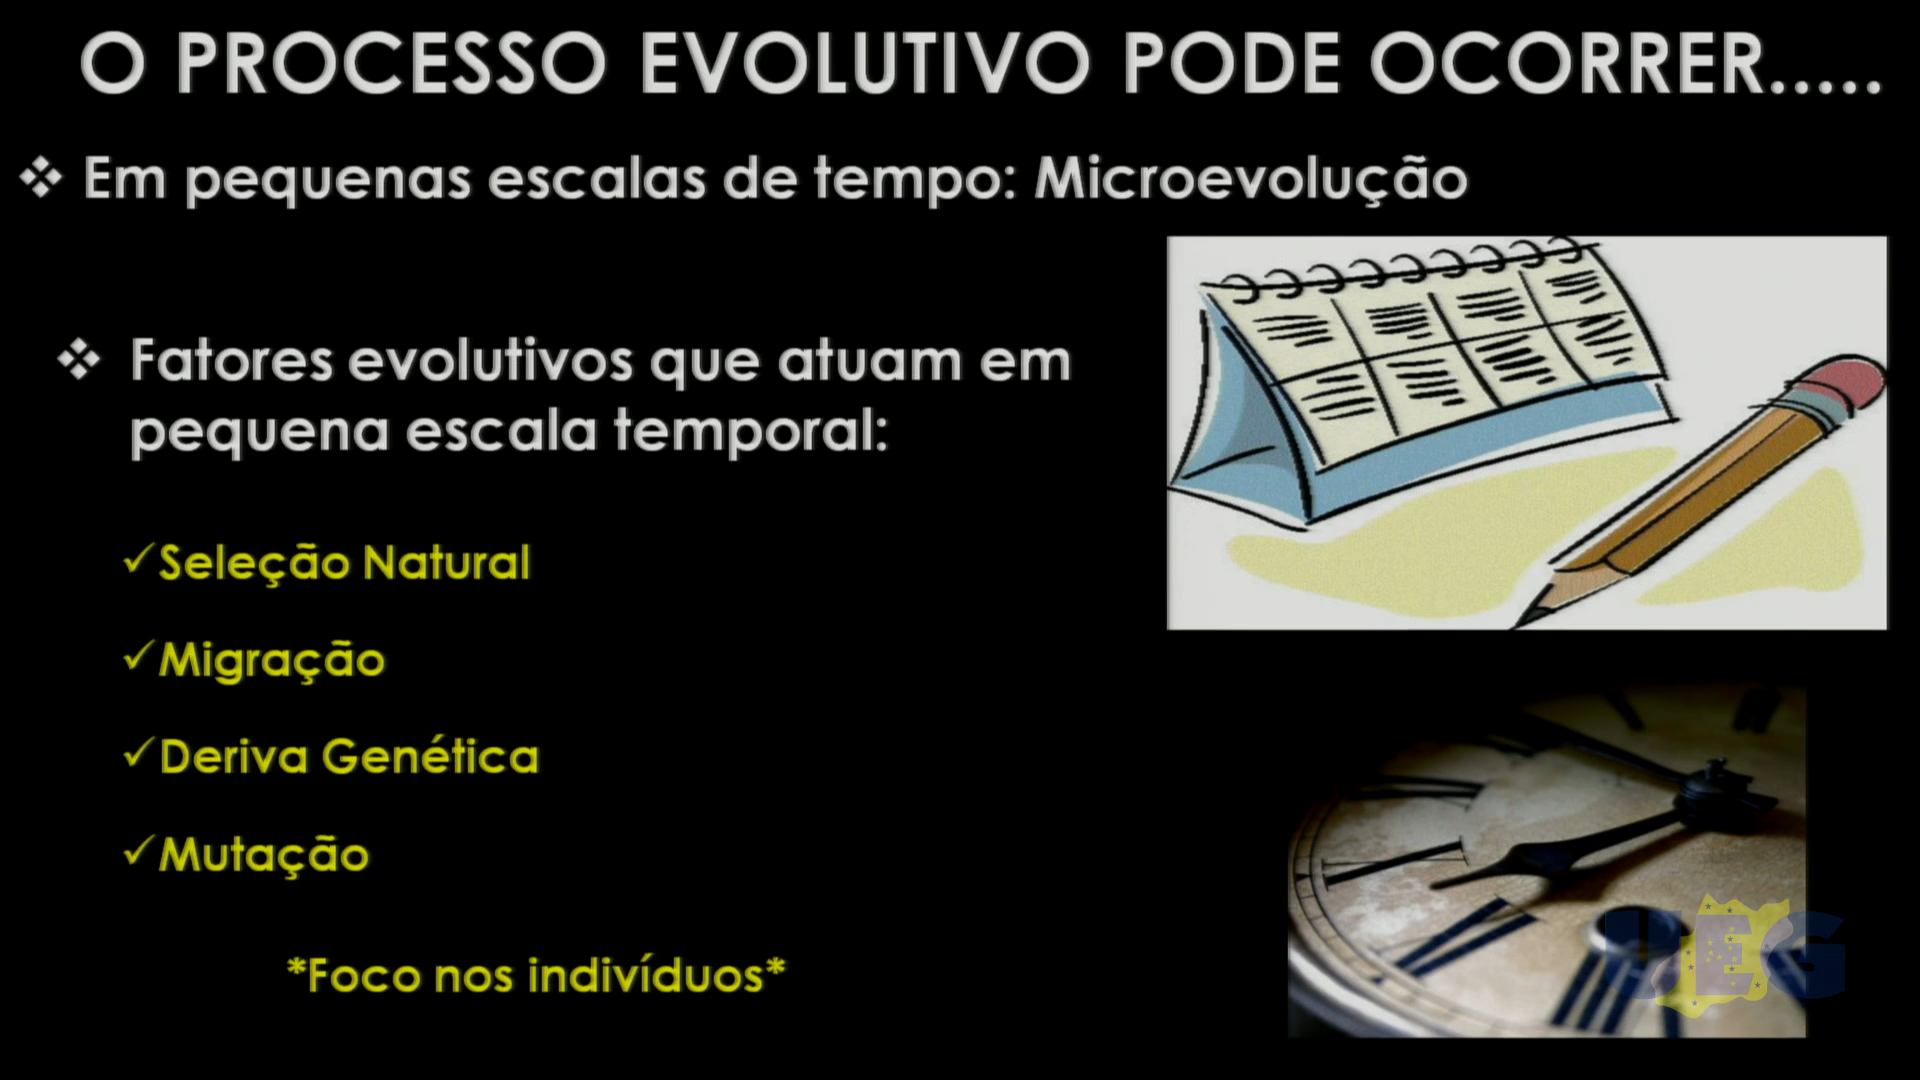 O PROCESSO EVOLUTIVO PODE OCORRER.....
❖ Em pequenas escalas de tempo: Microevolução
❖ Fatores evolutivos que atuam em
pequena escala temporal:
✓Seleção Natural
✓Migração
✓Deriva Genética
✓Mutação
*Foco nos indivíduos*
UEG